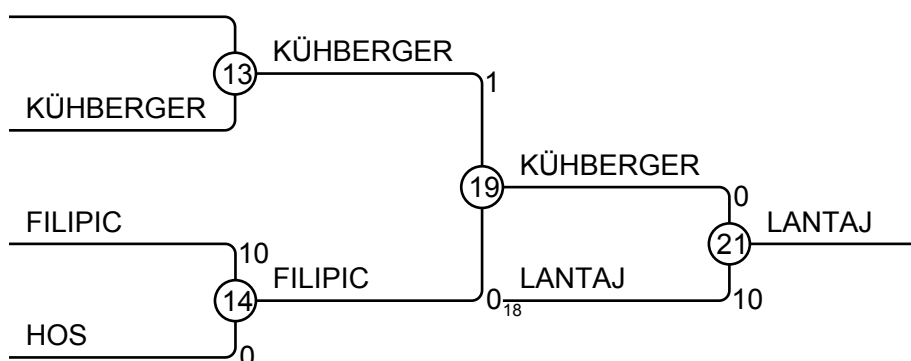 13
KÜHBERGER
1
KÜHBERGER
19
KÜHBERGER
0
FILIPIC
10
21
LANTAJ
14
FILIPIC
0 18
LANTAJ
10
HOS
0